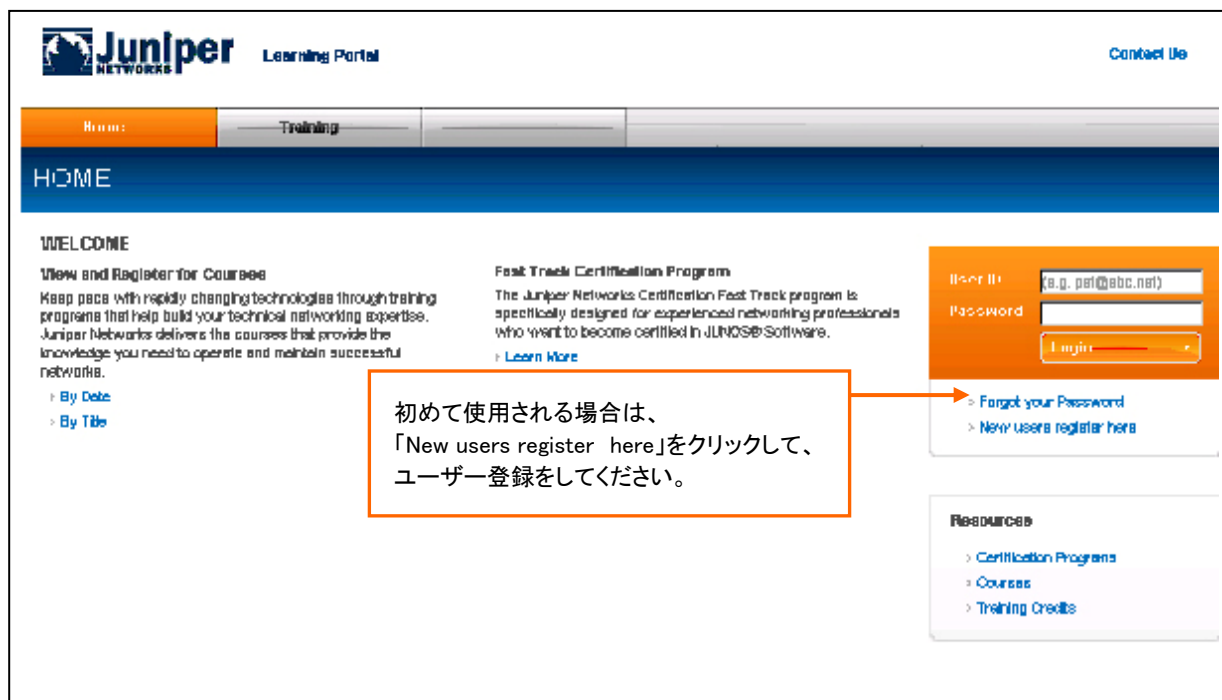 Juniper
NETWORKS
Learning Portal
Contact Us
Home
Training
HOME
WELCOME
View and Register for Courses
Keep pace with rapidly changing technologies through training
programs that help build your technical networking expertise.
Juniper Networks delivers the courses that provide the
knowledge you need to operate and maintain successful
networks.
By Date
By Title
Fast Track Certification Program
The Juniper Networks Certification Fast Track program is
specifically designed for experienced networking professionals
who want to become certified in JUNOS® Software.
Learn More
User ID
(e.g. pat@abc.net)
Password
Login
Forgot your Password
New users register here
初めて使用される場合は、
「New users register here」をクリックして、
ユーザー登録をしてください。
Resources
Certification Programs
Courses
Training Credits